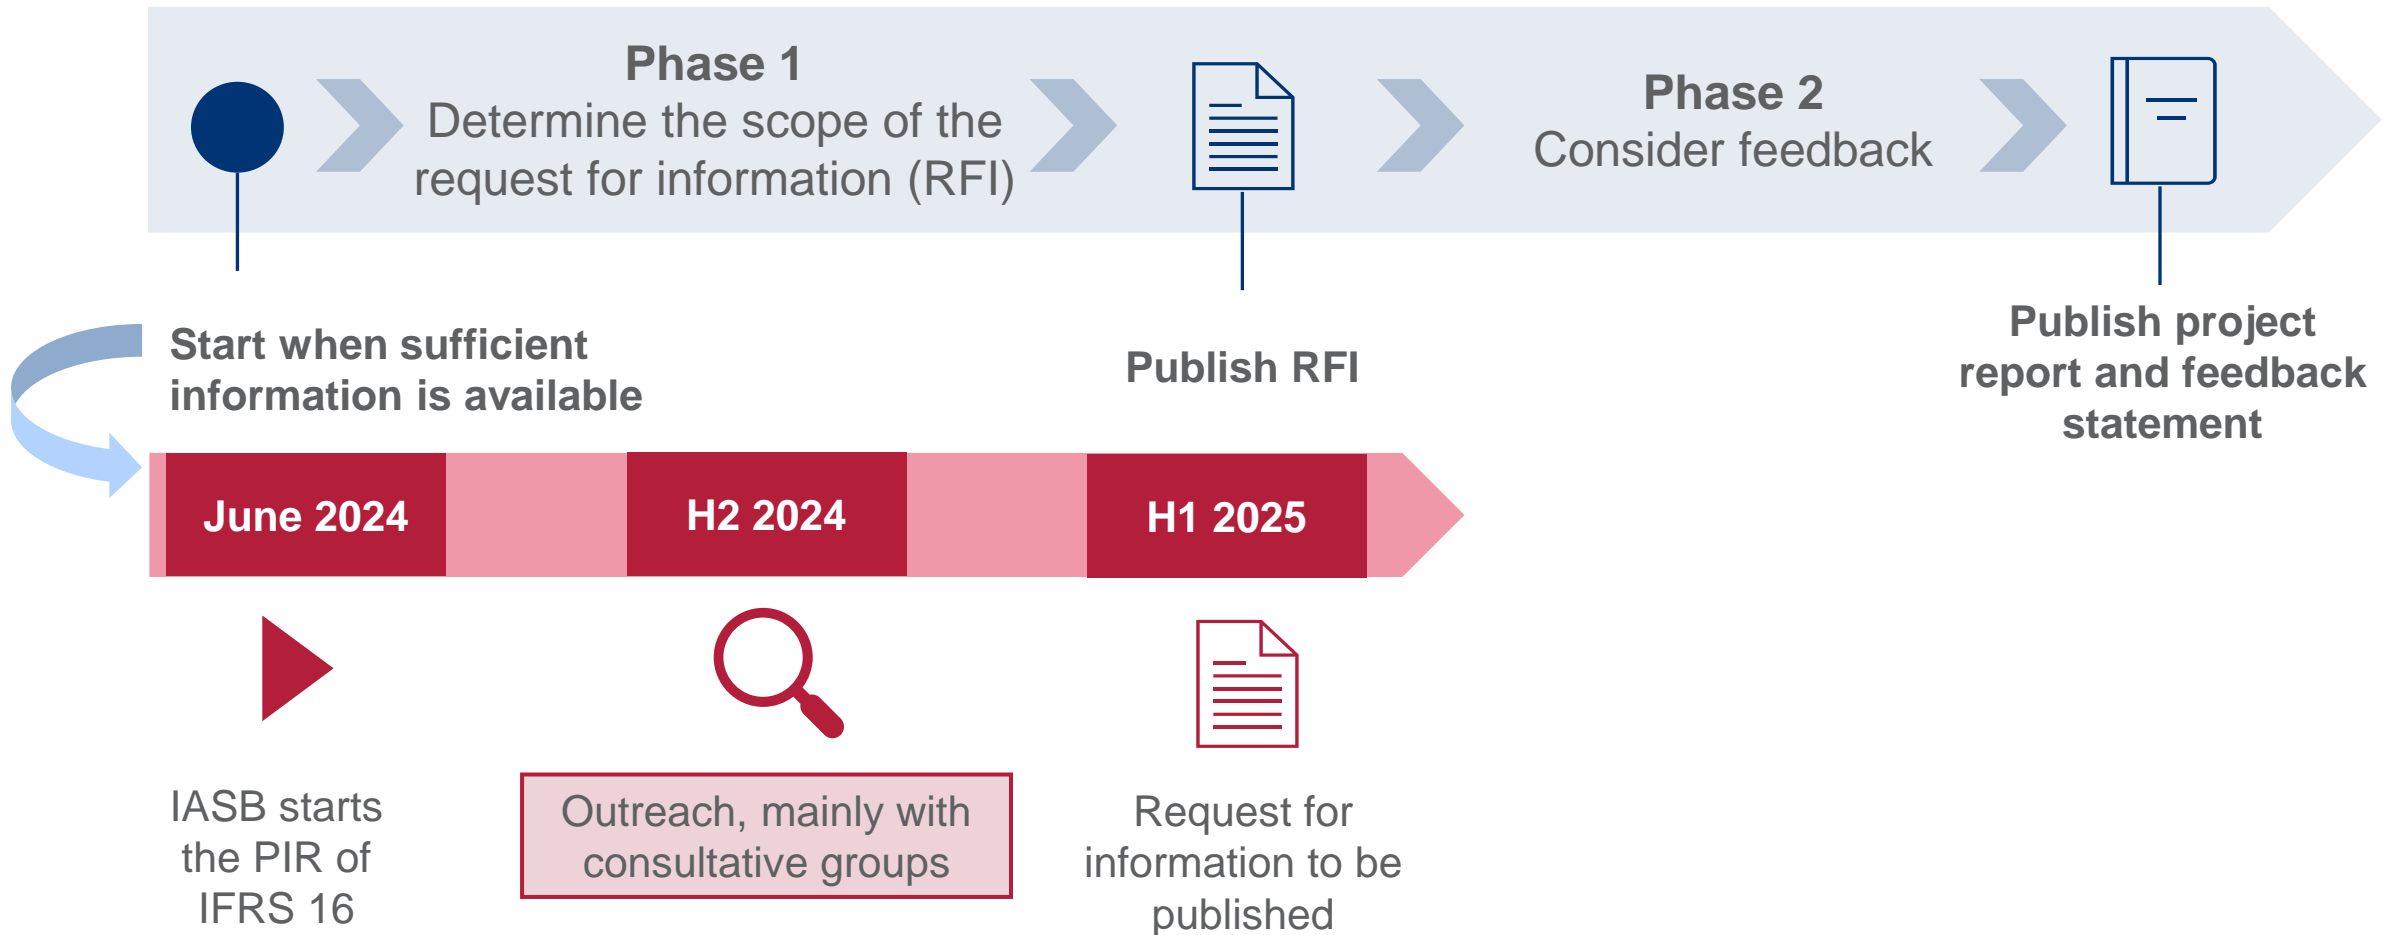 Phase 1
Determine the scope of the
request for information (RFI)
Phase 2
Consider feedback
Start when sufficient
information is available
Publish RFI
Publish project
report and feedback
statement
June 2024
H2 2024
H1 2025
IASB starts
the PIR of
IFRS 16
Outreach, mainly with
consultative groups
Request for
information to be
published